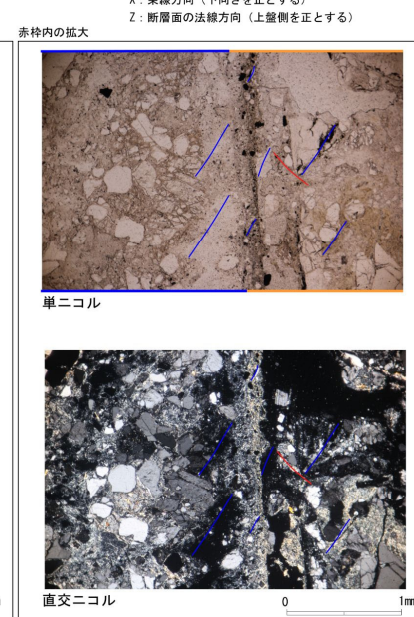 X：条線方向（下向きを正とする）
Z：断層面の法線方向（上盤側を正とする）
赤枠内の拡大
単ニコル
直交ニコル
0 1mm